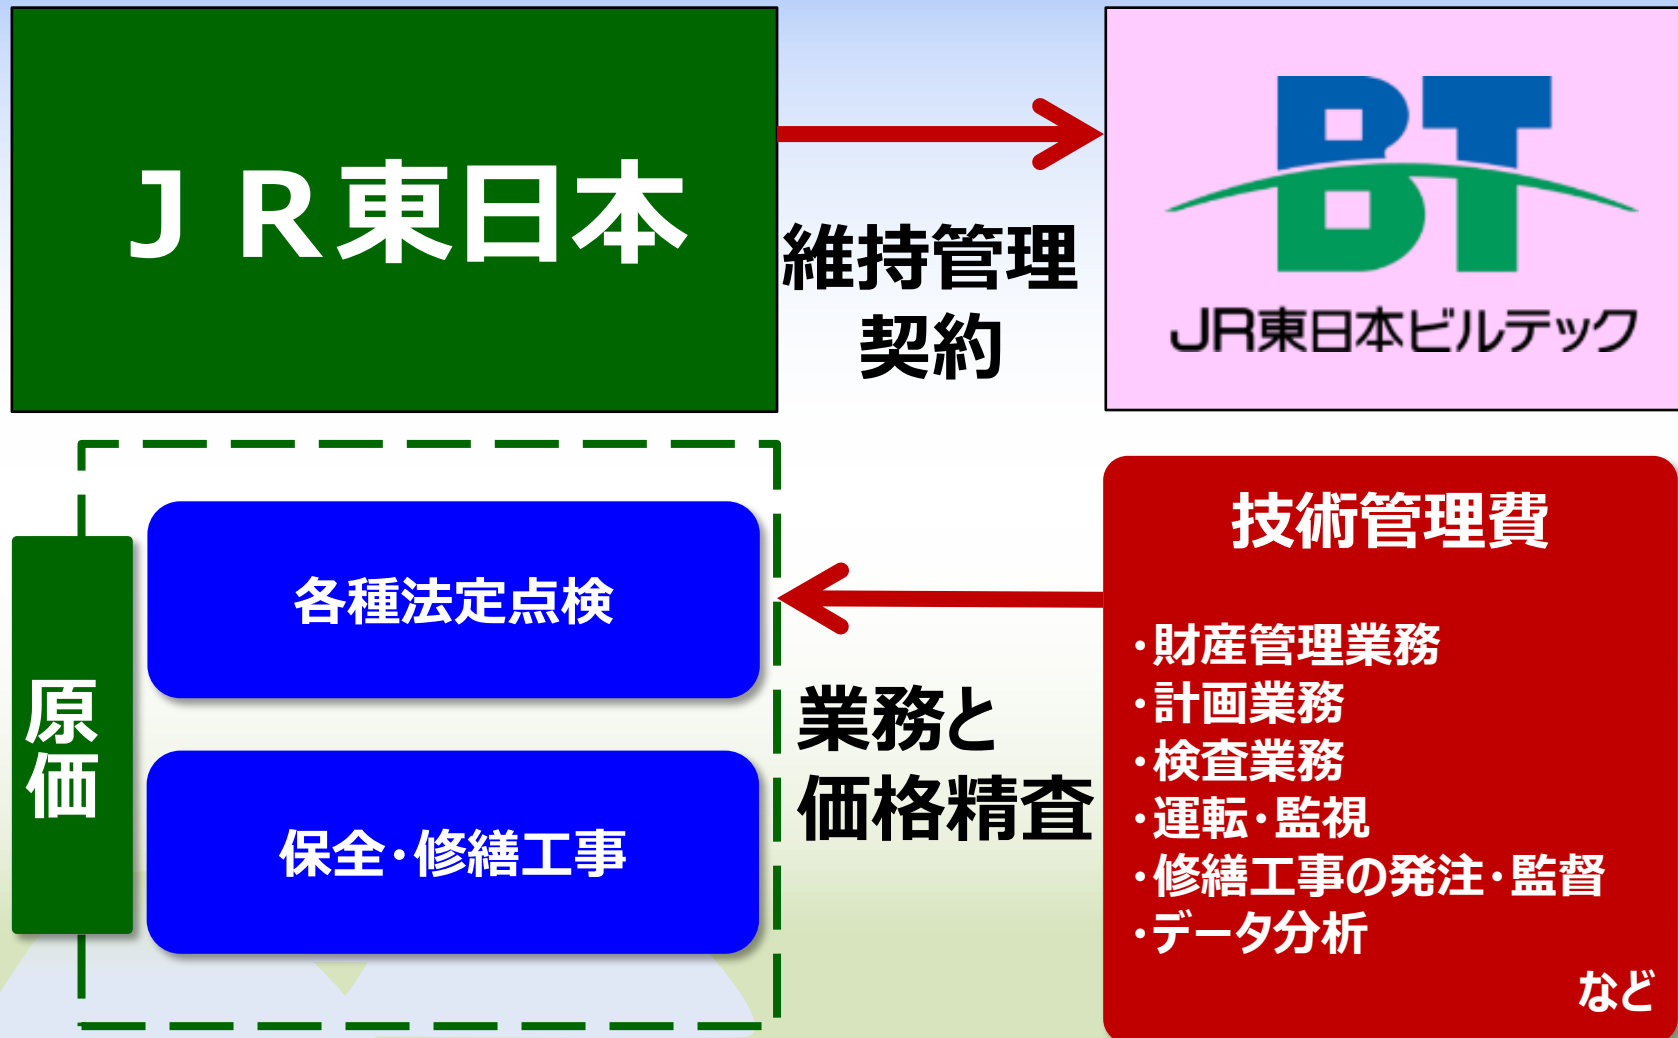 ＪＲ東日本
維持管理
契約
BT
JR東日本ビルテック
原価
各種法定点検
保全・修繕工事
業務と
価格精査
技術管理費
・財産管理業務
・計画業務
・検査業務
・運転・監視
・修繕工事の発注・監督
・データ分析
など